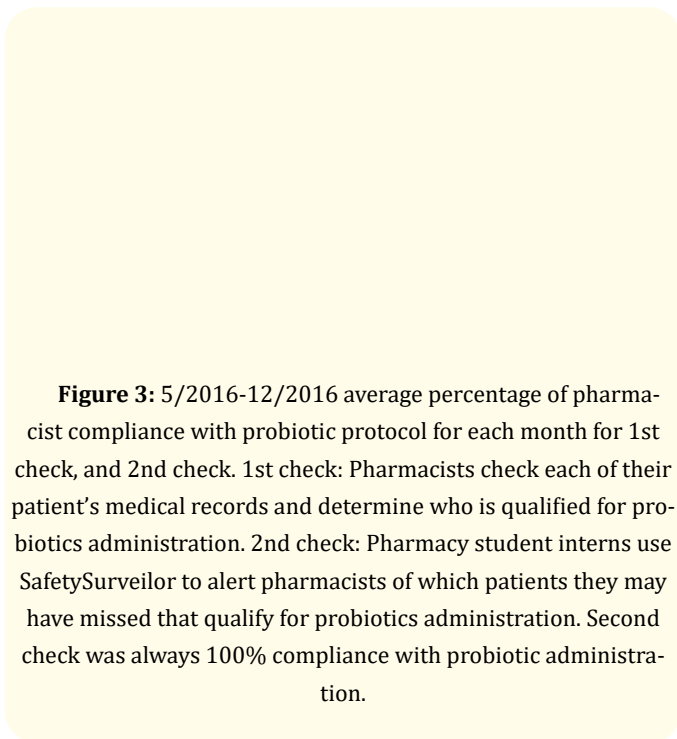 Figure 3: 5/2016-12/2016 average percentage of pharma-
cist compliance with probiotic protocol for each month for 1st
check, and 2nd check. 1st check: Pharmacists check each of their
patient’s medical records and determine who is qualified for pro-
biotics administration. 2nd check: Pharmacy student interns use
SafetySurveilor to alert pharmacists of which patients they may
have missed that qualify for probiotics administration. Second
check was always 100% compliance with probiotic administra-
tion.